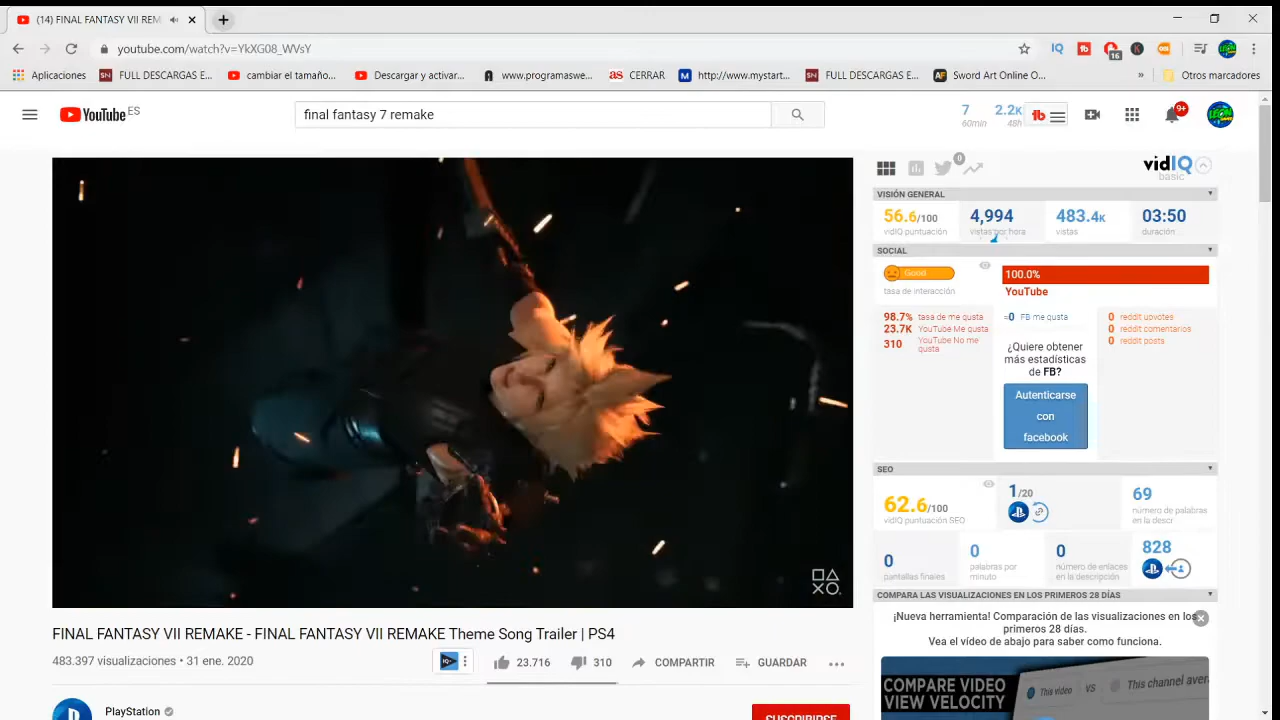 (14) FINAL FANTASY VII REM
youtube.com/watch?v=YkXG08_WVsY
IQ
16
K
Aplicaciones
SN FULL DESCARGAS E...
cambiar el tamaño...
Descargar y activar...
www.programaswe...
as CERRAR
M http://www.mystart...
SN FULL DESCARGAS E...
AF Sword Art Online O...
»
Otros marcadores
YouTube ES
final fantasy 7 remake
7
60min
2.2K
48h
9+
0
vidIQ
basic
VISIÓN GENERAL
56.6/100
vidIQ puntuación
4,994
vistas por hora
483.4K
vistas
03:50
duración
SOCIAL
Good
tasa de interacción
100.0%
YouTube
98.7% tasa de me gusta
23.7K YouTube Me gusta
310 YouTube No me gusta
≈0 FB me gusta
¿Quiere obtener
más estadísticas
de FB?
Autenticarse
con
facebook
0 reddit upvotes
0 reddit comentarios
0 reddit posts
SEO
62.6/100
vidIQ puntuación SEO
1/20
69
número de palabras
en la descr
0
pantallas finales
0
palabras por
minuto
0
número de enlaces
en la descripción
828
COMPARA LAS VISUALIZACIONES EN LOS PRIMEROS 28 DÍAS
¡Nueva herramienta! Comparación de las visualizaciones en los
primeros 28 días.
Vea el vídeo de abajo para saber como funciona.
COMPARE VIDEO
VIEW VELOCITY
This video
VS
This channel aver
FINAL FANTASY VII REMAKE - FINAL FANTASY VII REMAKE Theme Song Trailer | PS4
483.397 visualizaciones • 31 ene. 2020
23.716
310
COMPARTIR
GUARDAR
PlayStation
SUSCRIBIRSE